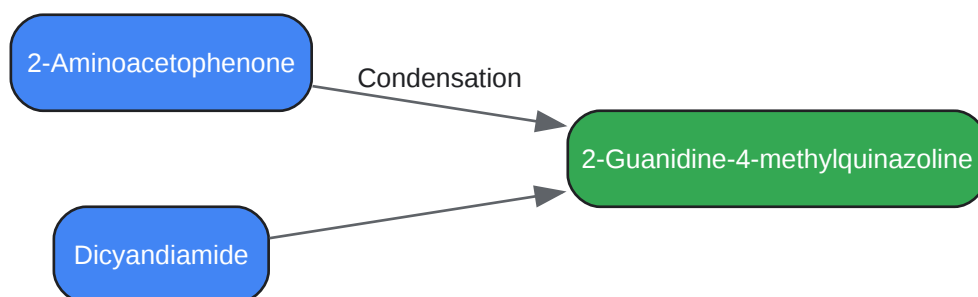 2-Aminoacetophenone
Condensation
2-Guanidine-4-methylquinazoline
Dicyandiamide